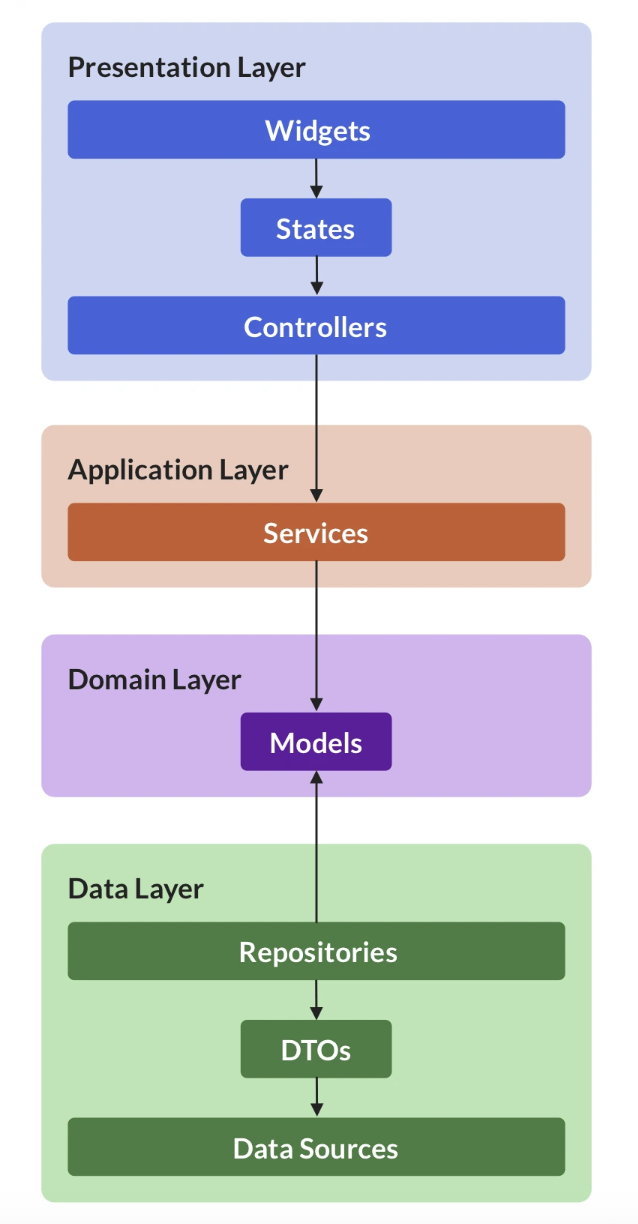 Presentation Layer
Widgets
States
Controllers
Application Layer
Services
Domain Layer
Models
Data Layer
Repositories
DTOs
Data Sources